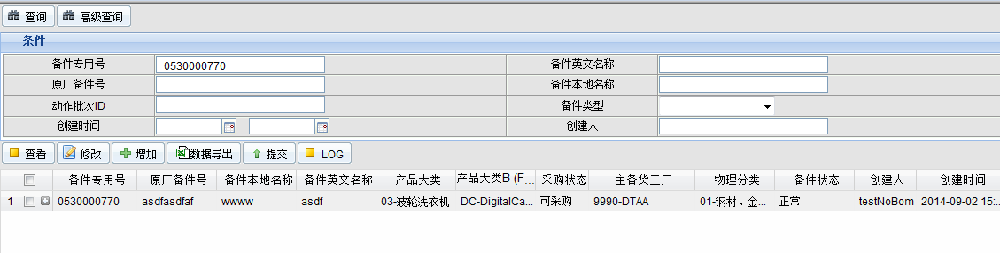 查询 高级查询
- 条件
备件专用号 0530000770 备件英文名称
原厂备件号 备件本地名称
动作批次ID 备件类型
创建时间 创建人
查看 修改 增加 数据导出 提交 LOG
备件专用号 原厂备件号 备件本地名称 备件英文名称 产品大类 产品大类B (F... 采购状态 主备货工厂 物理分类 备件状态 创建人 创建时间
1 0530000770 asdfasdfaf wwww asdf 03-波轮洗衣机 DC-DigitalCa... 可采购 9990-DTAA 01-钢材、金... 正常 testNoBom 2014-09-02 15:...